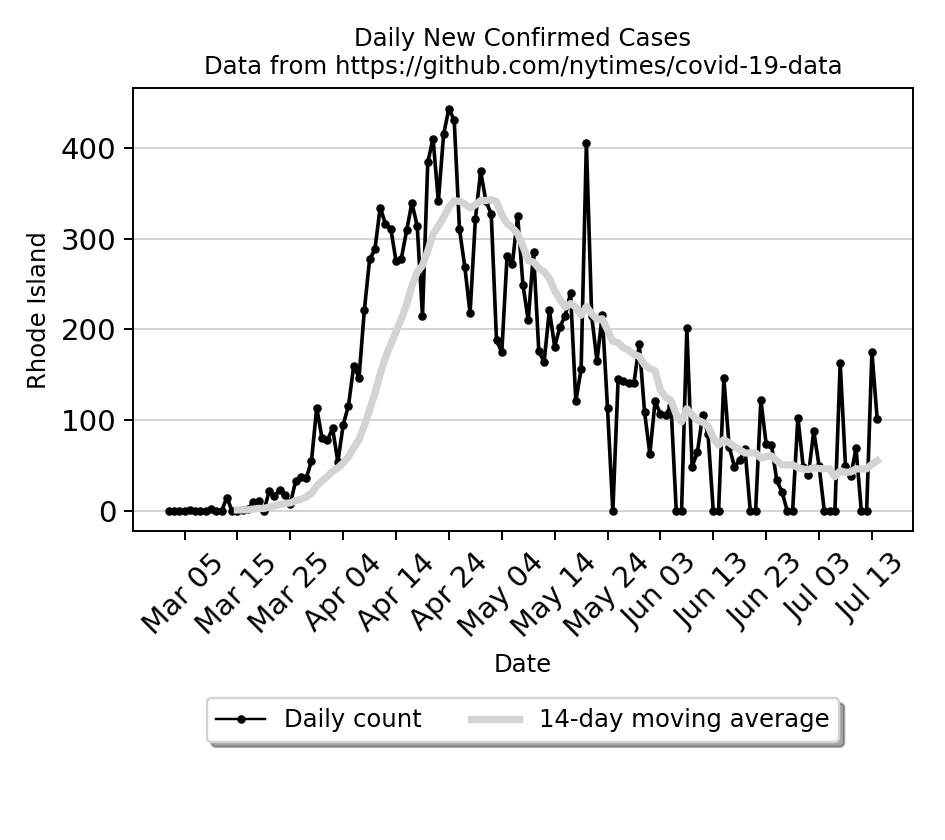 Daily New Confirmed Cases
Data from https://github.com/nytimes/covid-19-data
Rhode Island
400
300
200
100
0
Mar 05
Mar 15
Mar 25
Apr 04
Apr 14
Apr 24
May 04
May 14
May 24
Jun 03
Jun 13
Jun 23
Jul 03
Jul 13
Date
Daily count
14-day moving average